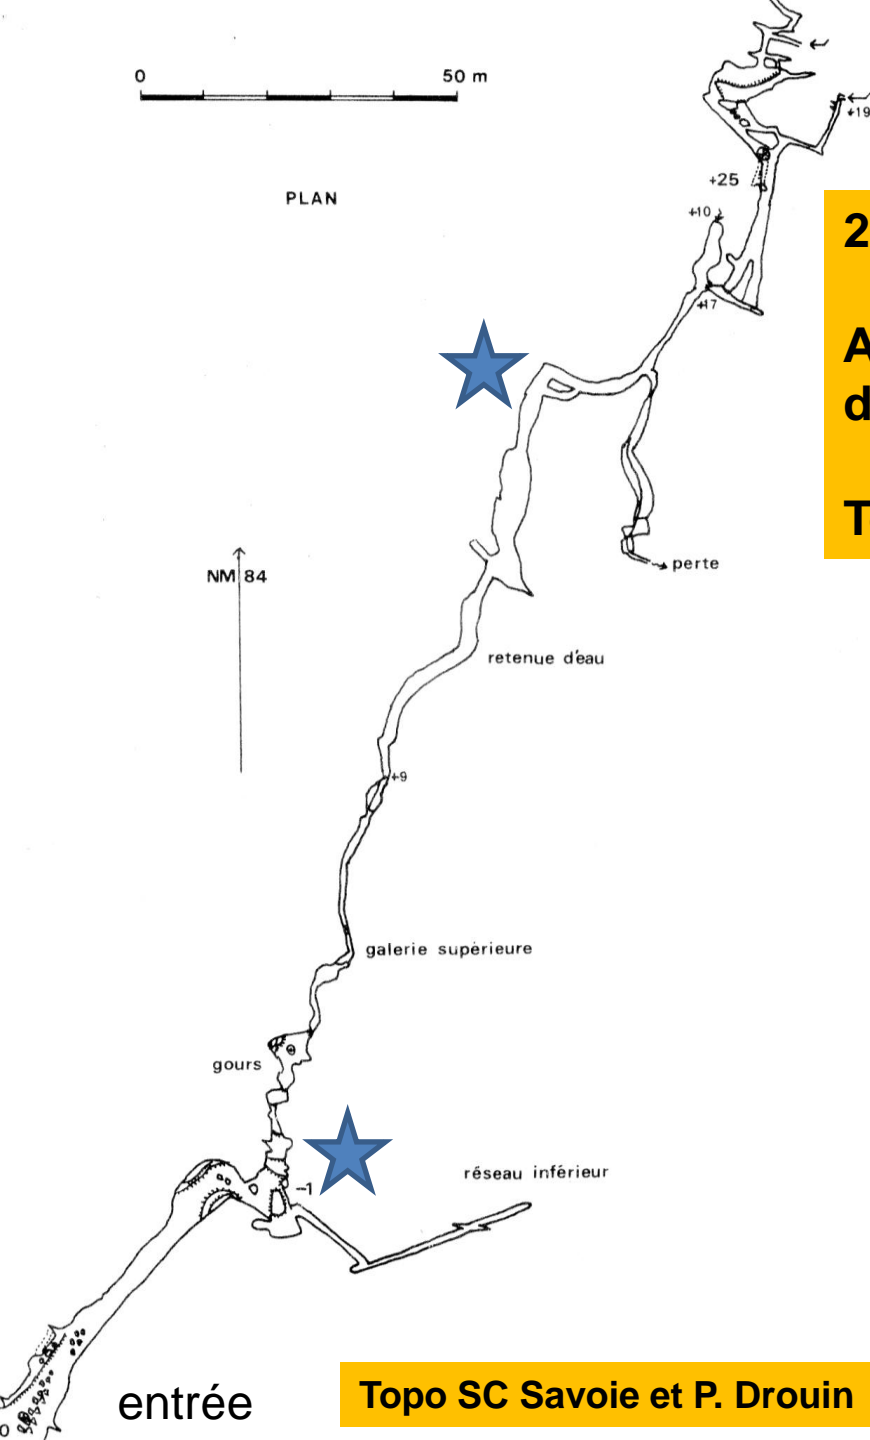 0 50 m
+19
PLAN
+25
+10
2
A
d
T
+17
perte
NM 84
retenue d'eau
+9
galerie supérieure
gours
réseau inférieur
-1
entrée
Topo SC Savoie et P. Drouin
0